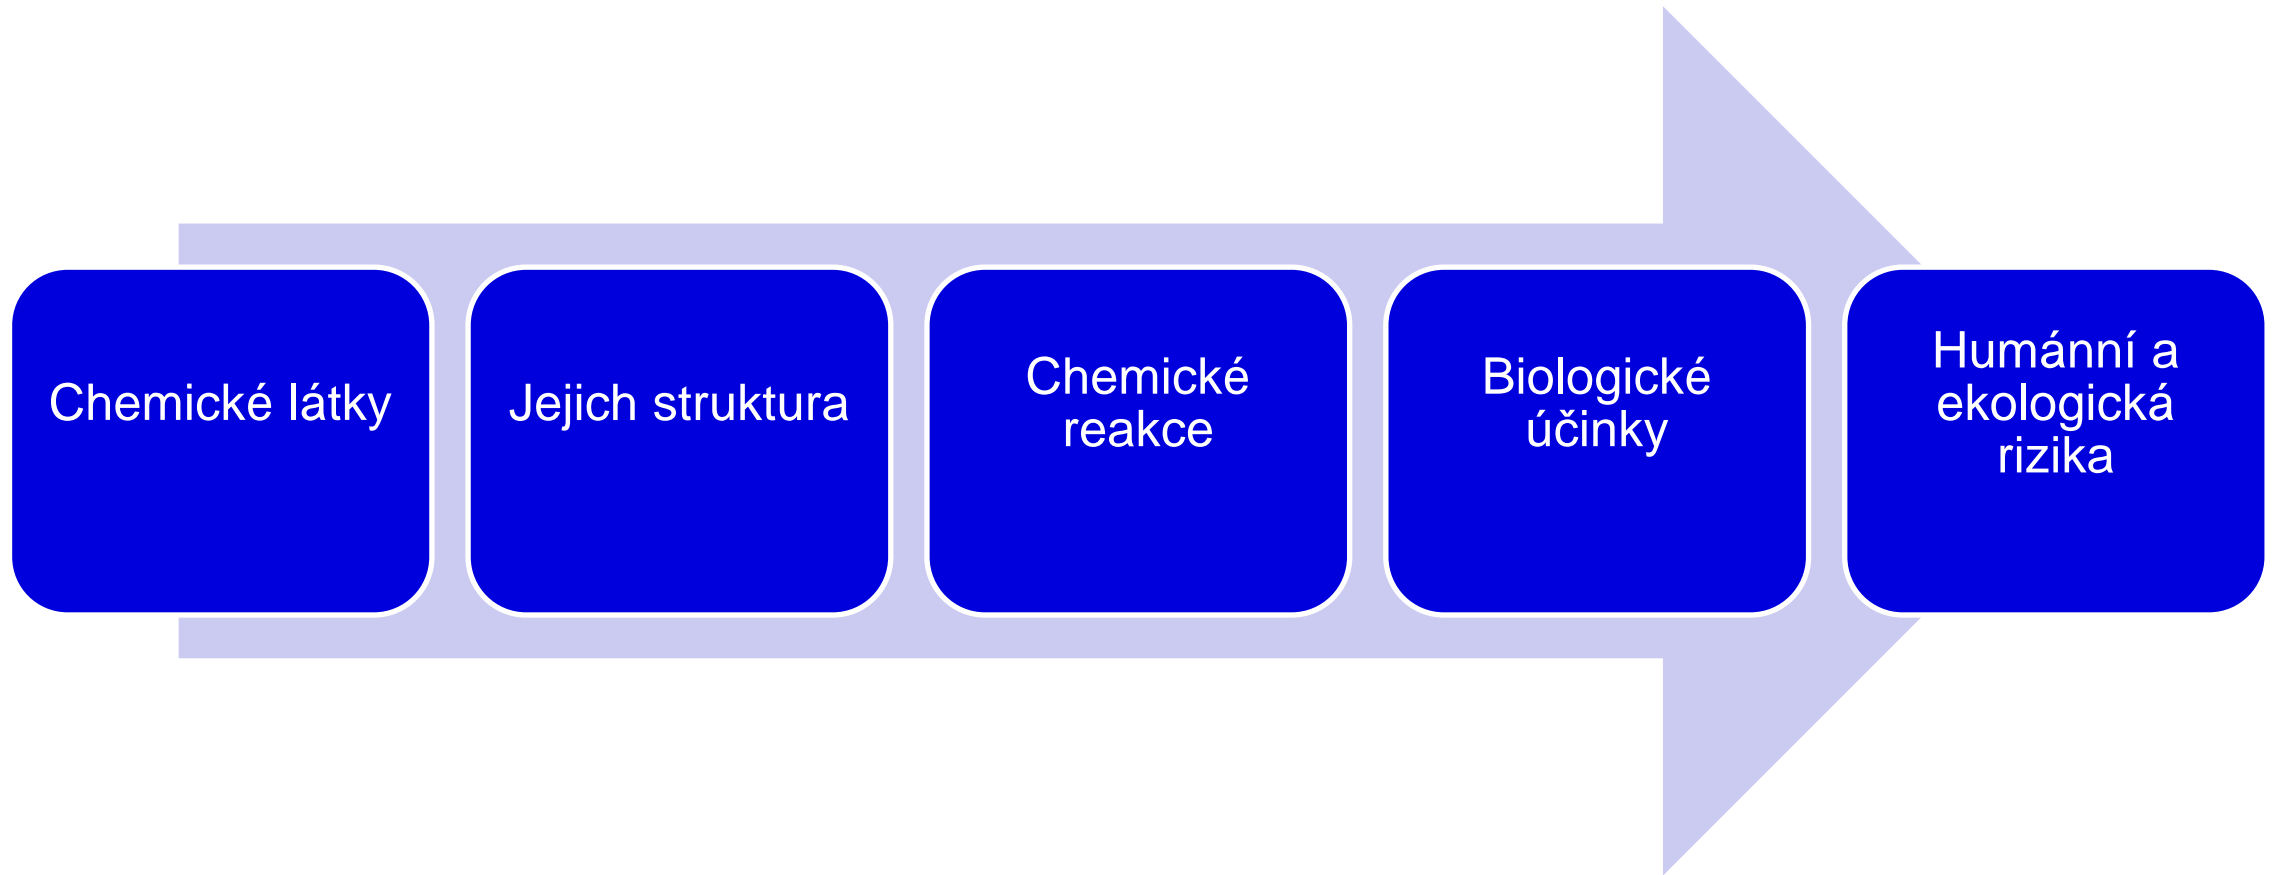 Chemické látky
Jejich struktura
Chemické
reakce
Biologické
účinky
Humánní a
ekologická
rizika